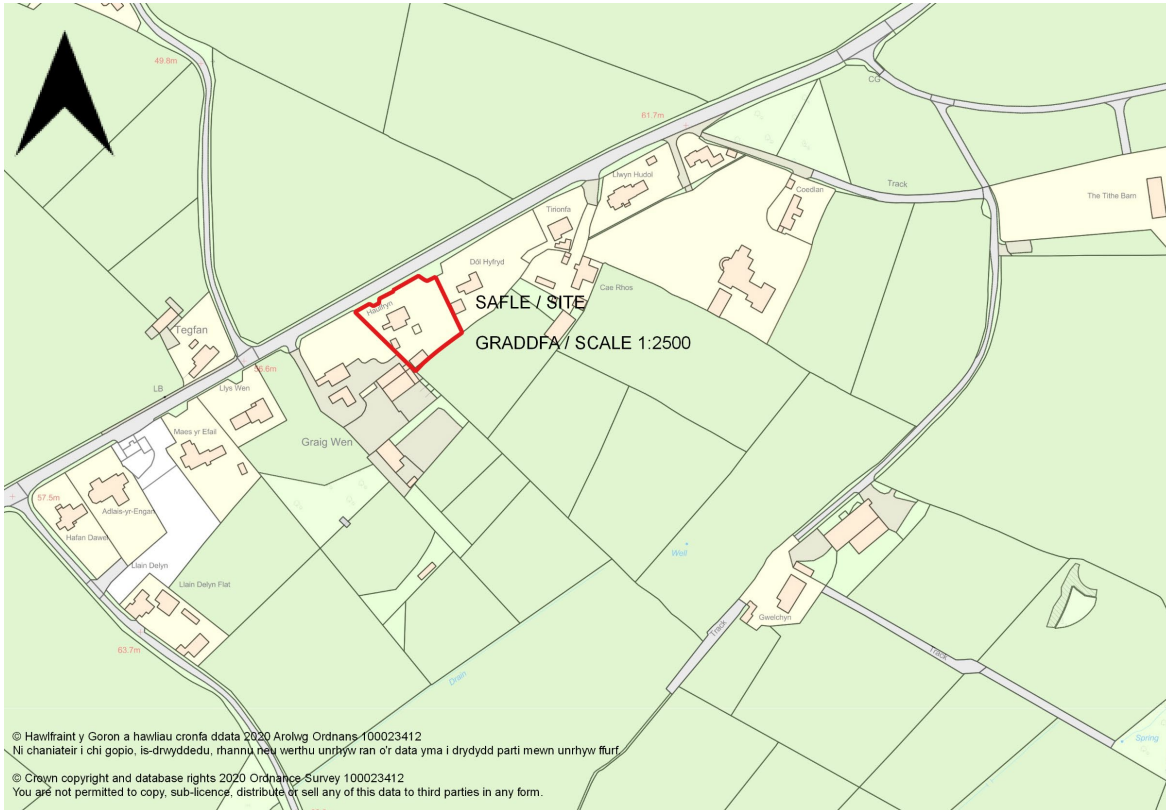 49.8m
CG
61.7m
Llwyn Hudol
Track
Coedlan
The Tithe Barn
Tirionfa
Dôl Hyfryd
Cae Rhos
Haulfryn
SAFLE / SITE
GRADDFA / SCALE 1:2500
Tegfan
56.6m
LB
Llys Wen
Maes yr Efail
Graig Wen
57.5m
Adlais-yr-Engan
Hafan Dawel
Well
Llain Delyn
Llain Delyn Flat
Gwelchyn
Track
Track
63.7m
Drain
Spring
© Hawlfraint y Goron a hawliau cronfa ddata 2020 Arolwg Ordnans 100023412
Ni chaniateir i chi gopio, is-drwyddedu, rhannu neu werthu unrhyw ran o'r data yma i drydydd parti mewn unrhyw ffurf.
© Crown copyright and database rights 2020 Ordnance Survey 100023412
You are not permitted to copy, sub-licence, distribute or sell any of this data to third parties in any form.